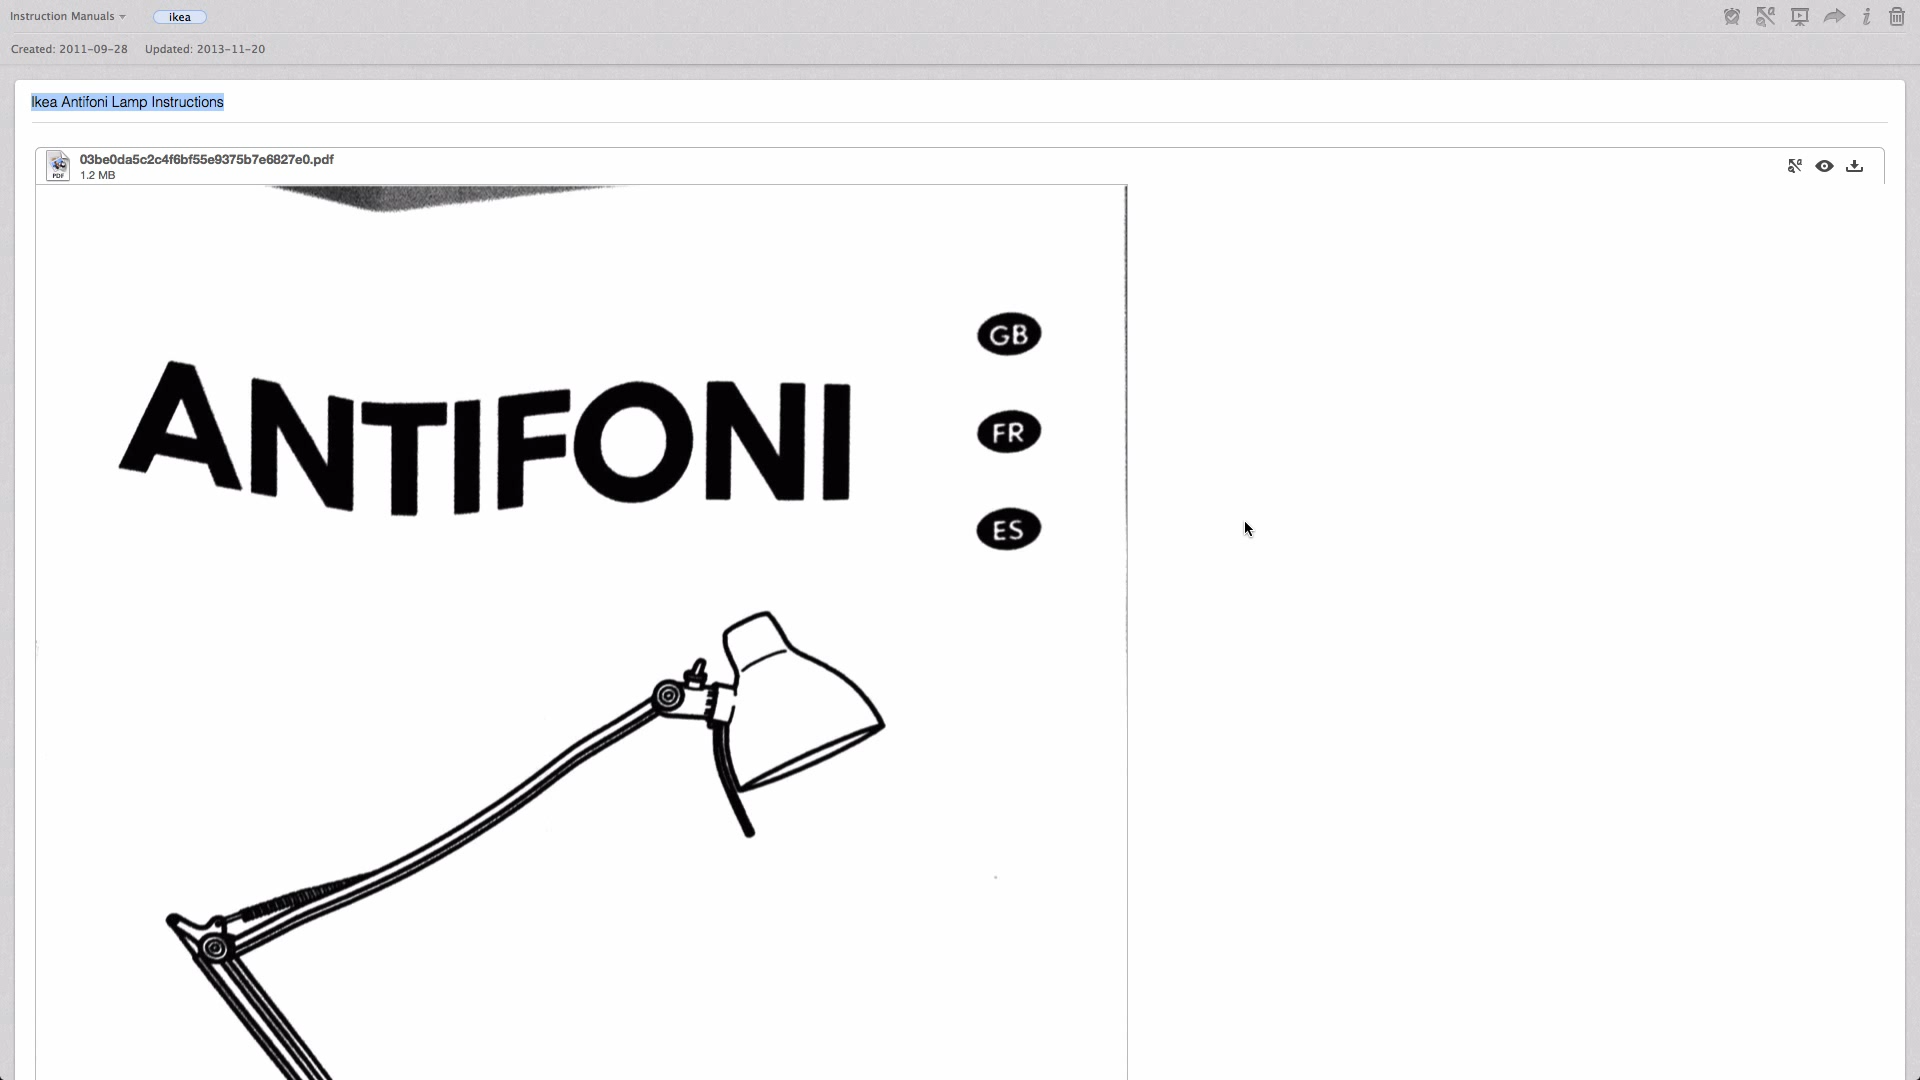 Instruction Manuals
ikea
Created: 2011-09-28 Updated: 2013-11-20
Ikea Antifoni Lamp Instructions
03be0da5c2c4f6bf55e9375b7e6827e0.pdf
PDF
1.2 MB
GB
ANTIFONI
FR
ES